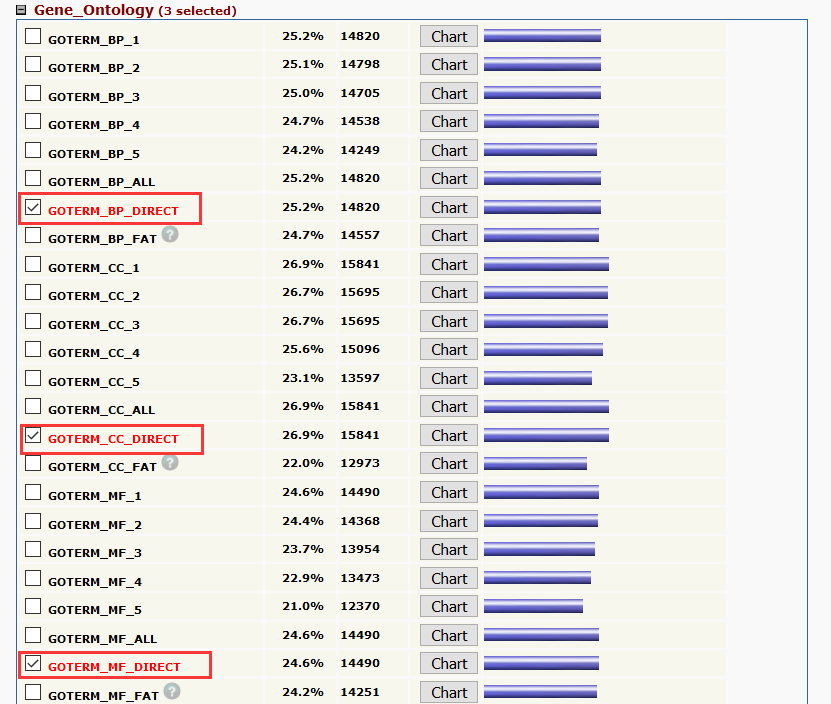 Gene_Ontology (3 selected)
GOTERM_BP_1 25.2% 14820 Chart
GOTERM_BP_2 25.1% 14798 Chart
GOTERM_BP_3 25.0% 14705 Chart
GOTERM_BP_4 24.7% 14538 Chart
GOTERM_BP_5 24.2% 14249 Chart
GOTERM_BP_ALL 25.2% 14820 Chart
GOTERM_BP_DIRECT 25.2% 14820 Chart
GOTERM_BP_FAT ? 24.7% 14557 Chart
GOTERM_CC_1 26.9% 15841 Chart
GOTERM_CC_2 26.7% 15695 Chart
GOTERM_CC_3 26.7% 15695 Chart
GOTERM_CC_4 25.6% 15096 Chart
GOTERM_CC_5 23.1% 13597 Chart
GOTERM_CC_ALL 26.9% 15841 Chart
GOTERM_CC_DIRECT 26.9% 15841 Chart
GOTERM_CC_FAT ? 22.0% 12973 Chart
GOTERM_MF_1 24.6% 14490 Chart
GOTERM_MF_2 24.4% 14368 Chart
GOTERM_MF_3 23.7% 13954 Chart
GOTERM_MF_4 22.9% 13473 Chart
GOTERM_MF_5 21.0% 12370 Chart
GOTERM_MF_ALL 24.6% 14490 Chart
GOTERM_MF_DIRECT 24.6% 14490 Chart
GOTERM_MF_FAT ? 24.2% 14251 Chart